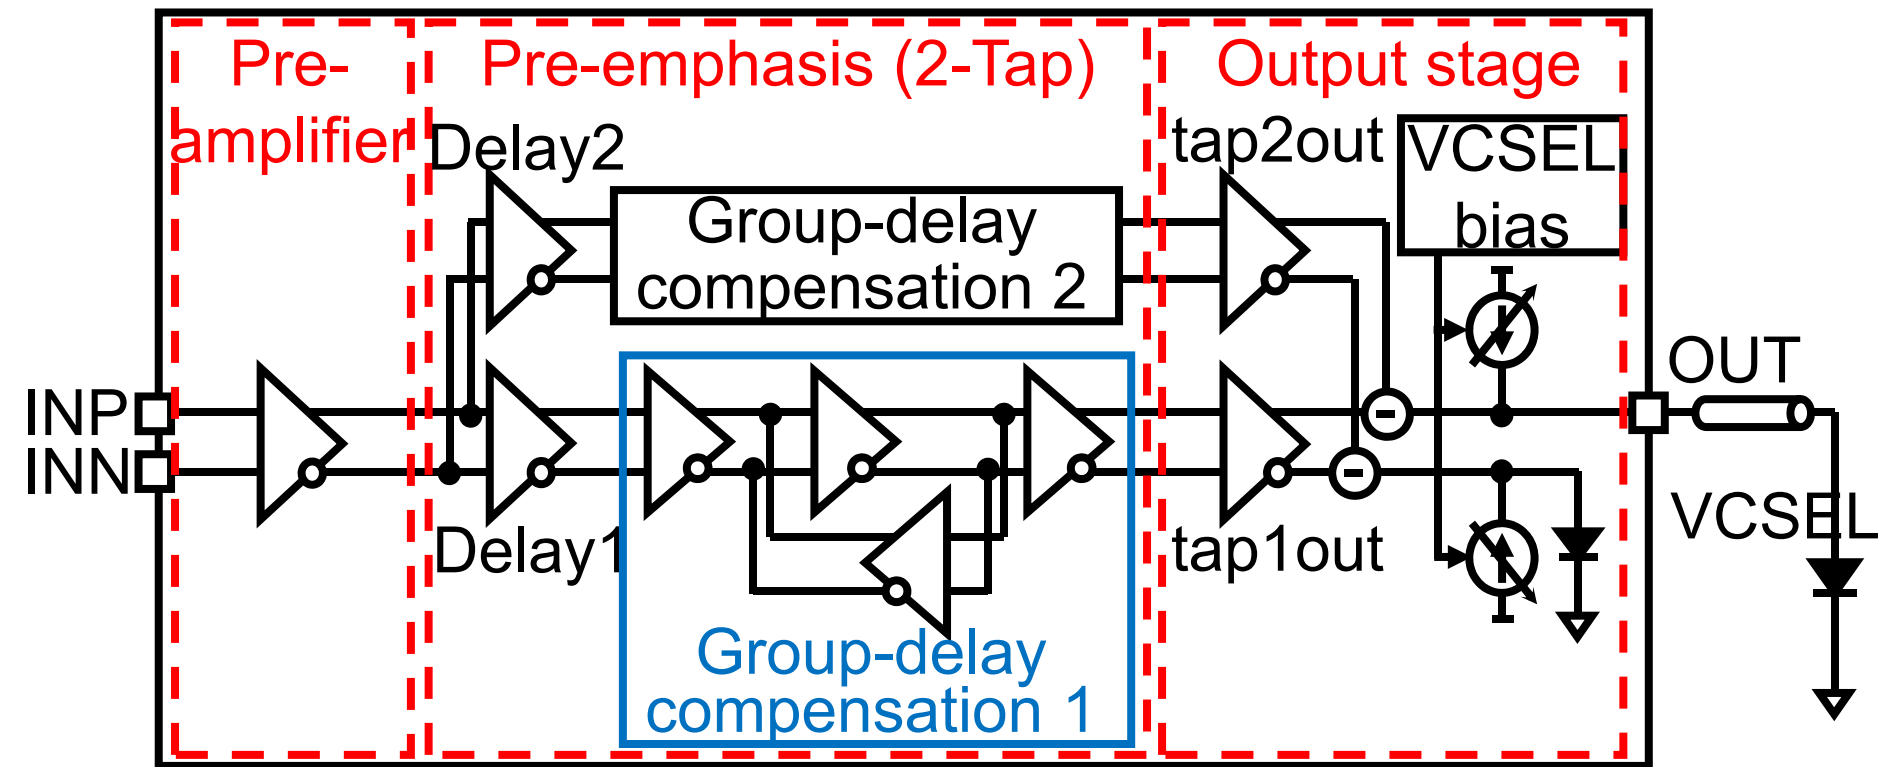 Pre-
amplifier
Pre-emphasis (2-Tap)
Output stage
Delay2
tap2out
VCSEL
bias
Group-delay
compensation 2
INP
INN
OUT
-
-
Delay1
tap1out
VCSEL
Group-delay
compensation 1